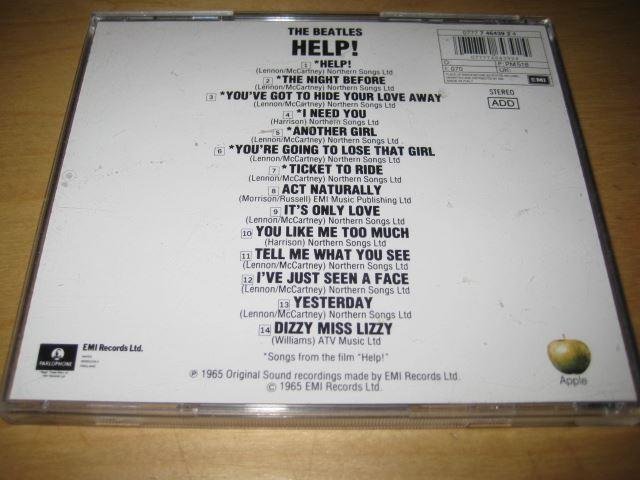 THE BEATLES
HELP!
1 *HELP!
(Lennon/McCartney) Northern Songs Ltd
2 *THE NIGHT BEFORE
(Lennon/McCartney) Northern Songs Ltd
3 *YOU'VE GOT TO HIDE YOUR LOVE AWAY
(Lennon/McCartney) Northern Songs Ltd
4 *I NEED YOU
(Harrison) Northern Songs Ltd
5 *ANOTHER GIRL
(Lennon/McCartney) Northern Songs Ltd
6 *YOU'RE GOING TO LOSE THAT GIRL
(Lennon/McCartney) Northern Songs Ltd
7 *TICKET TO RIDE
(Lennon/McCartney) Northern Songs Ltd
8 ACT NATURALLY
(Morrison/Russell) EMI Music Publishing Ltd
9 IT'S ONLY LOVE
(Lennon/McCartney) Northern Songs Ltd
10 YOU LIKE ME TOO MUCH
(Harrison) Northern Songs Ltd
11 TELL ME WHAT YOU SEE
(Lennon/McCartney) Northern Songs Ltd
12 I'VE JUST SEEN A FACE
(Lennon/McCartney) Northern Songs Ltd
13 YESTERDAY
(Lennon/McCartney) Northern Songs Ltd
14 DIZZY MISS LIZZY
(Williams) ATV Music Ltd
*Songs from the film "Help!"
℗ 1965 Original Sound recordings made by EMI Records Ltd.
© 1965 EMI Records Ltd.
0777 7 46439 2 4
EMI
STEREO
ADD
PARLOPHONE
EMI Records Ltd.
Apple